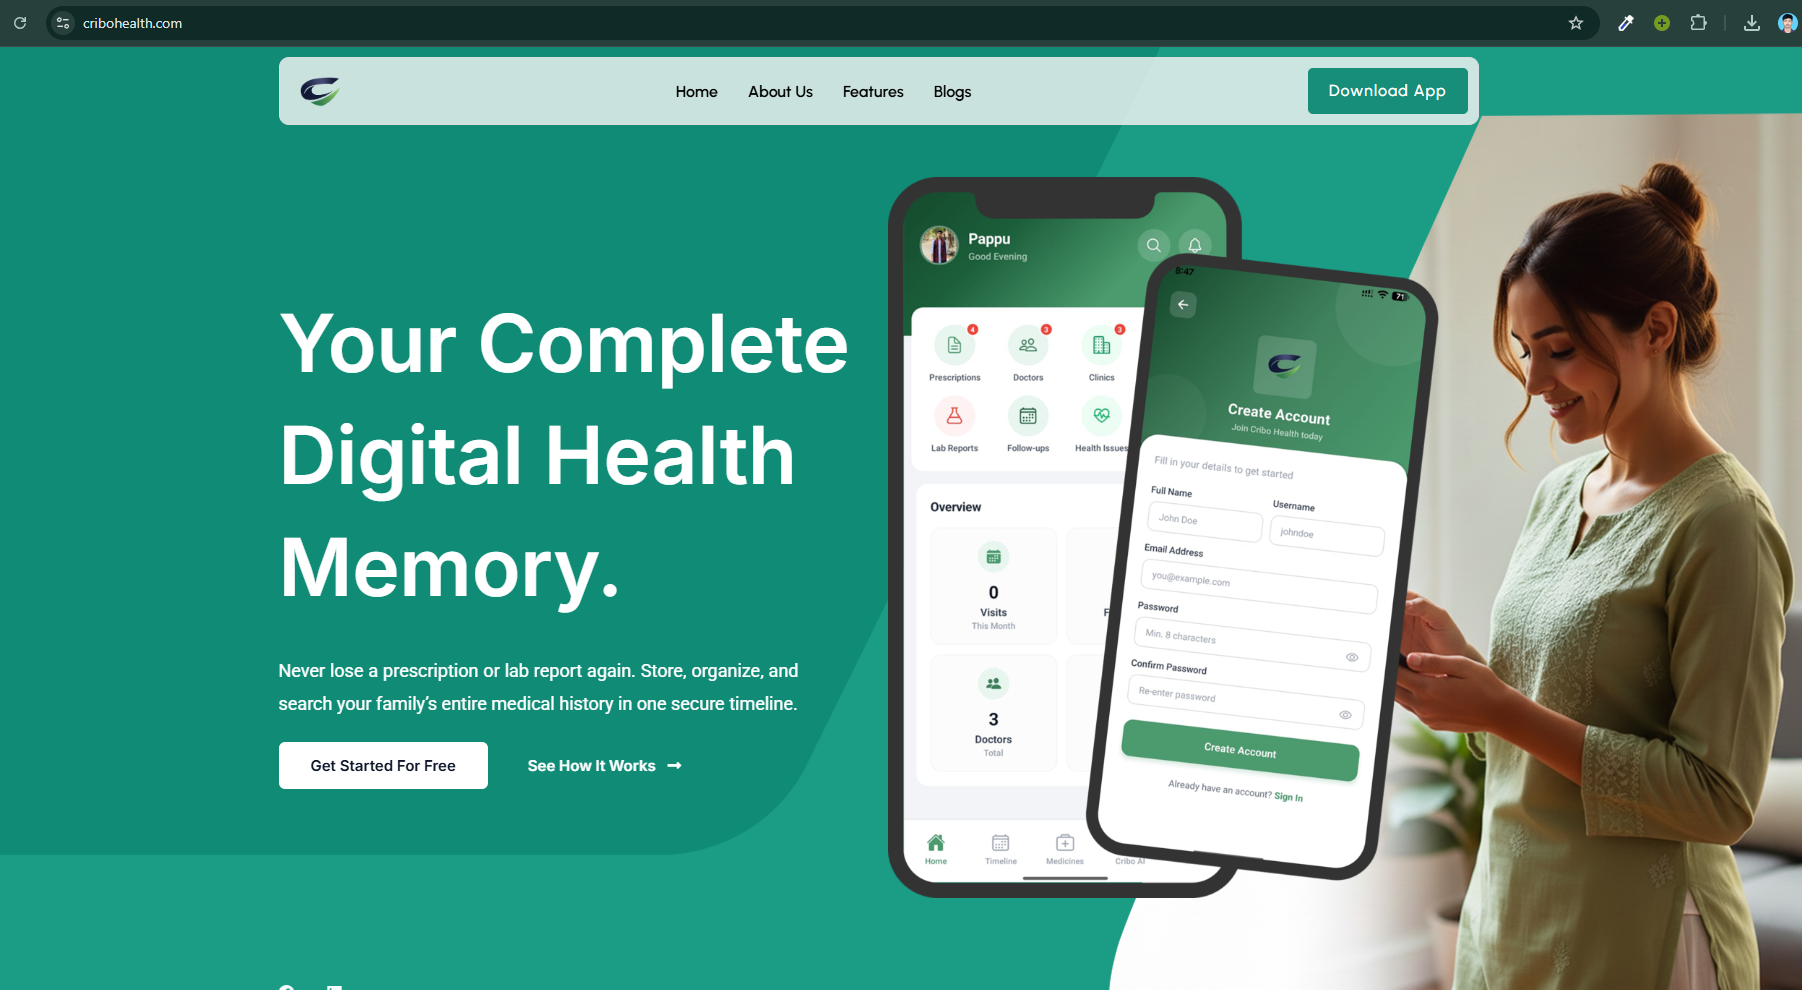 cribohealth.com
Home
About Us
Features
Blogs
Download App
Your Complete
Digital Health
Memory.
Never lose a prescription or lab report again. Store, organize, and
search your family’s entire medical history in one secure timeline.
Get Started For Free
See How It Works
Pappu
Good Evening
4
3
3
Prescriptions
Doctors
Clinics
Lab Reports
Follow-ups
Health Issues
Overview
0
Visits
This Month
F
3
Doctors
Total
Home
Timeline
Medicines
Cribo AI
8:47
71
Create Account
Join Cribo Health today
Fill in your details to get started
Full Name
Username
John Doe
johndoe
Email Address
you@example.com
Password
Min. 8 characters
Confirm Password
Re-enter password
Create Account
Already have an account? Sign In